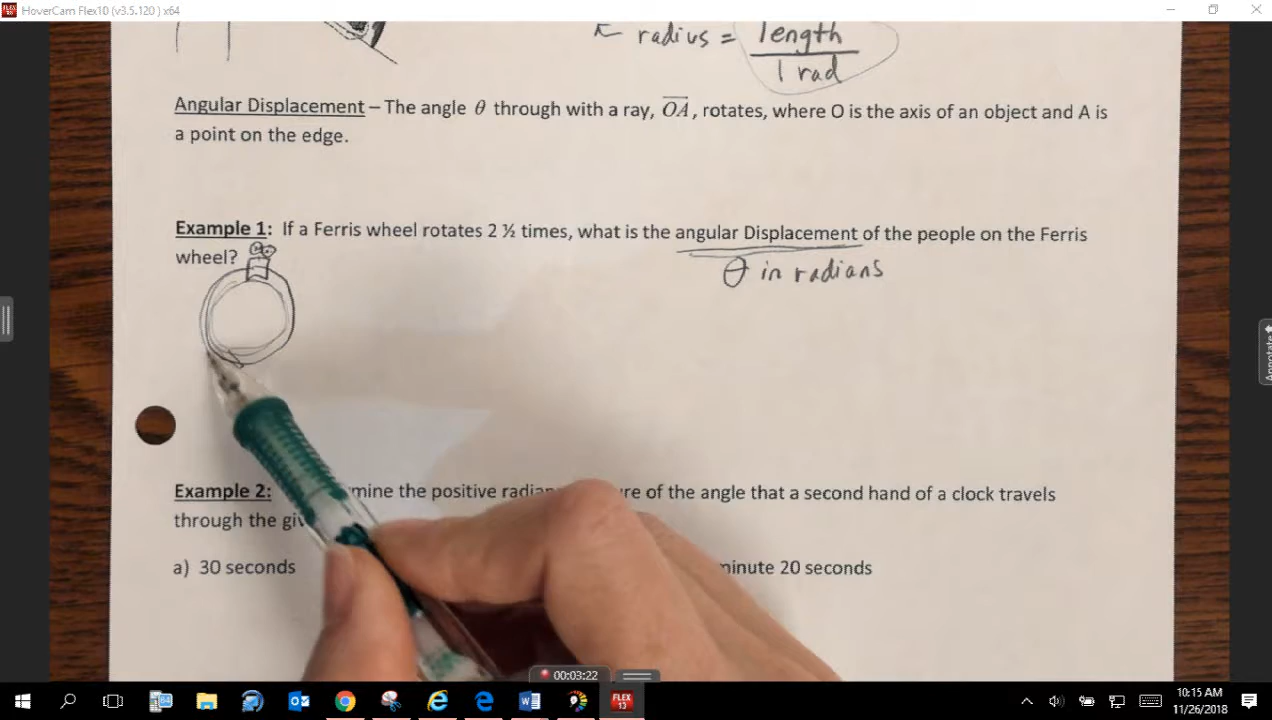 HoverCam Flex10 (v3.5.120 ) x64
radius = length
1 rad
Angular Displacement – The angle θ through with a ray, OA, rotates, where O is the axis of an object and A is
a point on the edge.
Example 1: If a Ferris wheel rotates 2 ½ times, what is the angular Displacement of the people on the Ferris
wheel?
θ in radians
Annotate
Example 2: mine the positive radian re of the angle that a second hand of a clock travels
through the
a) 30 seconds
minute 20 seconds
00:03:22
FLEX
13
10:15 AM
11/26/2018